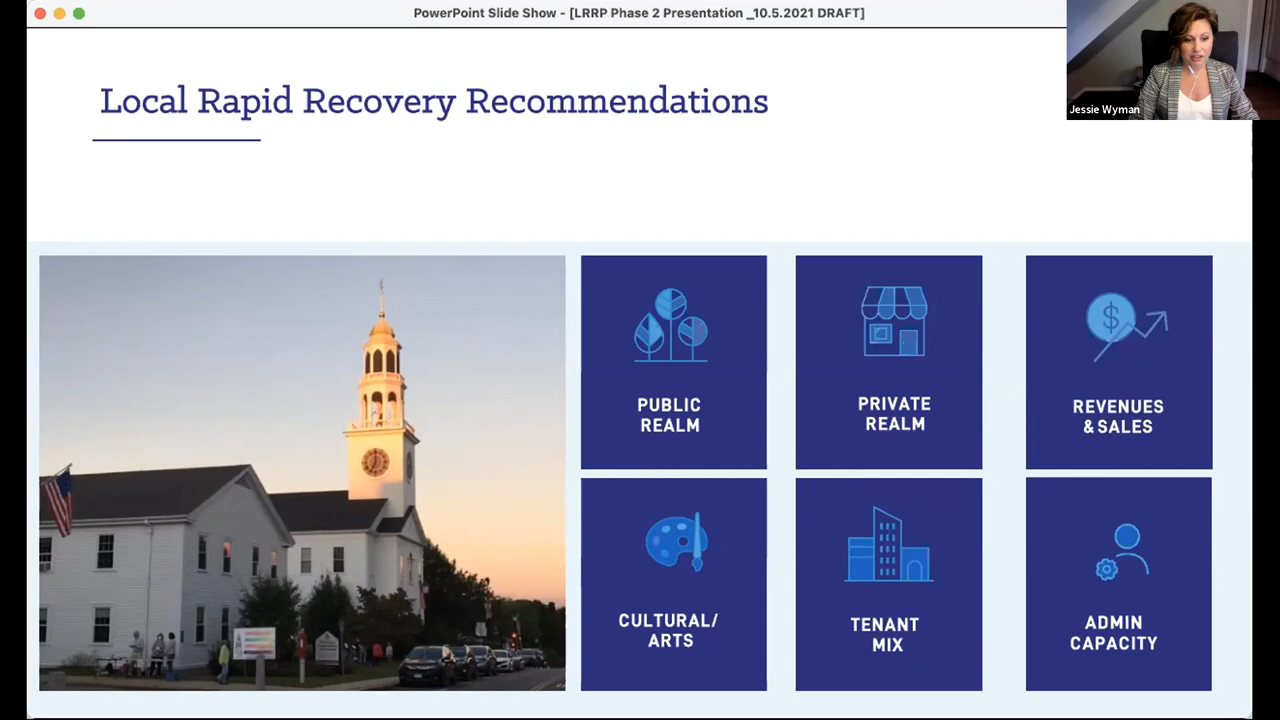 PowerPoint Slide Show - [LRRP Phase 2 Presentation _10.5.2021 DRAFT]
Jessie Wyman
Local Rapid Recovery Recommendations
PUBLIC
REALM
PRIVATE
REALM
$
REVENUES
& SALES
CULTURAL/
ARTS
TENANT
MIX
ADMIN
CAPACITY